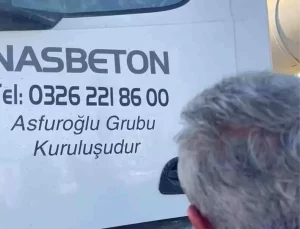 NASBETON
Tel: 0326 221 86 00
Asfuroğlu Grubu
Kuruluşudur